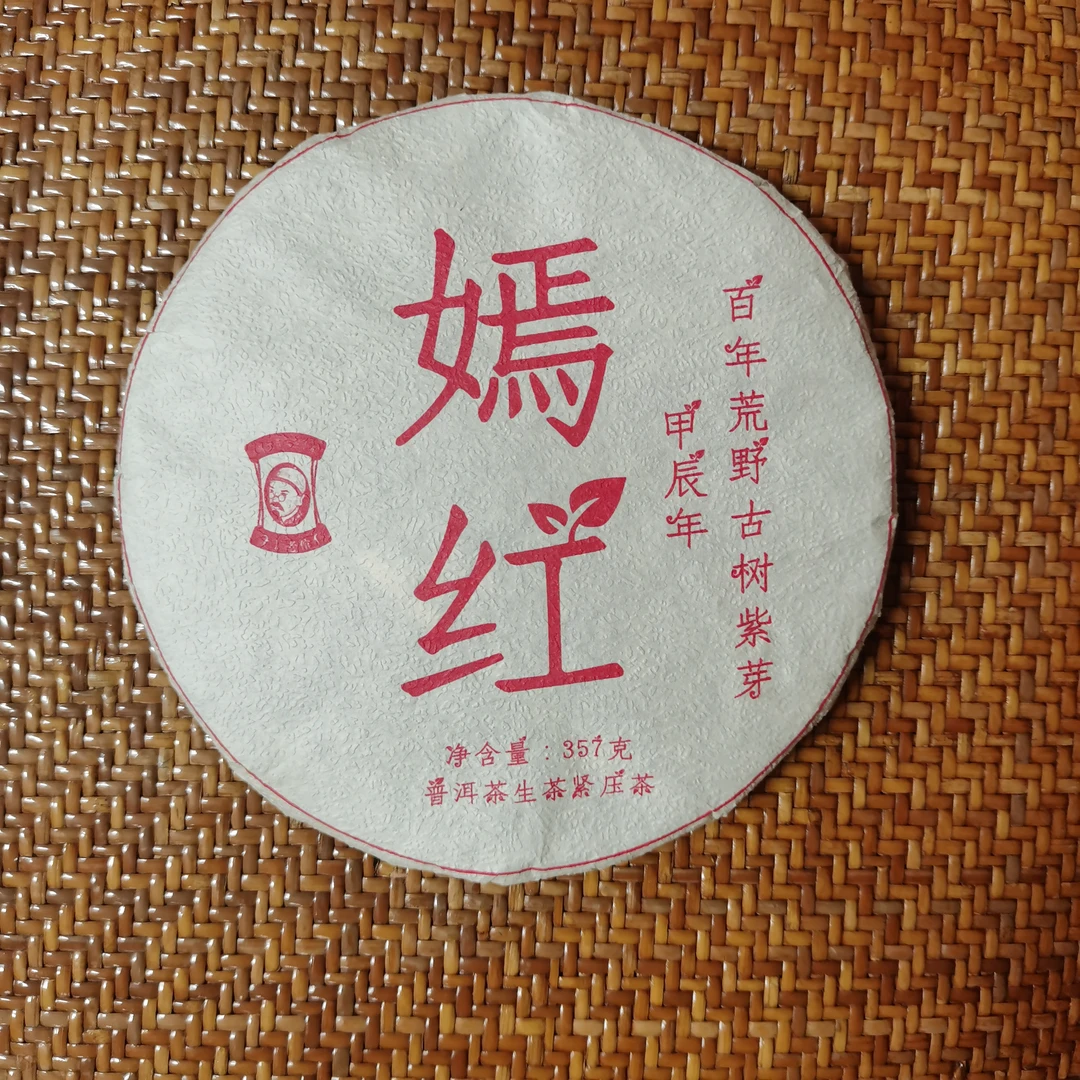 嫣红
百年荒野古树紫芽
甲辰年
净含量：357克
普洱茶生茶紧压茶